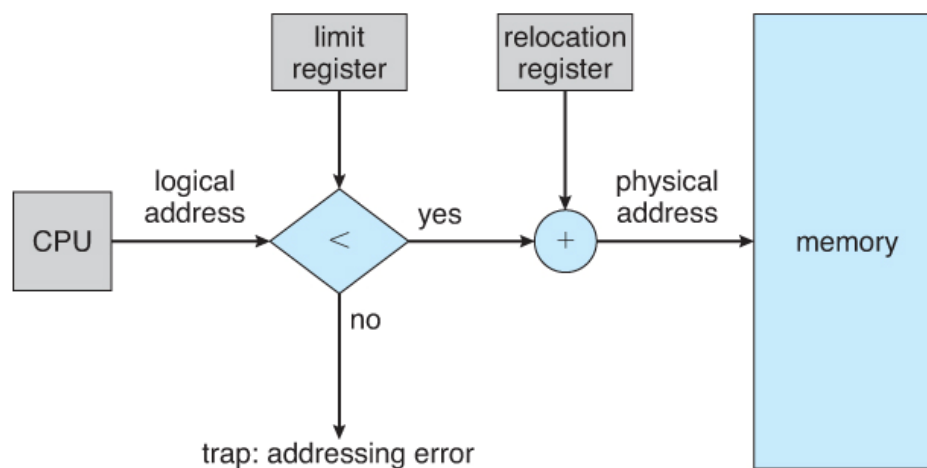 limit
register
relocation
register
logical
address
physical
address
CPU
<
yes
+
memory
no
trap: addressing error